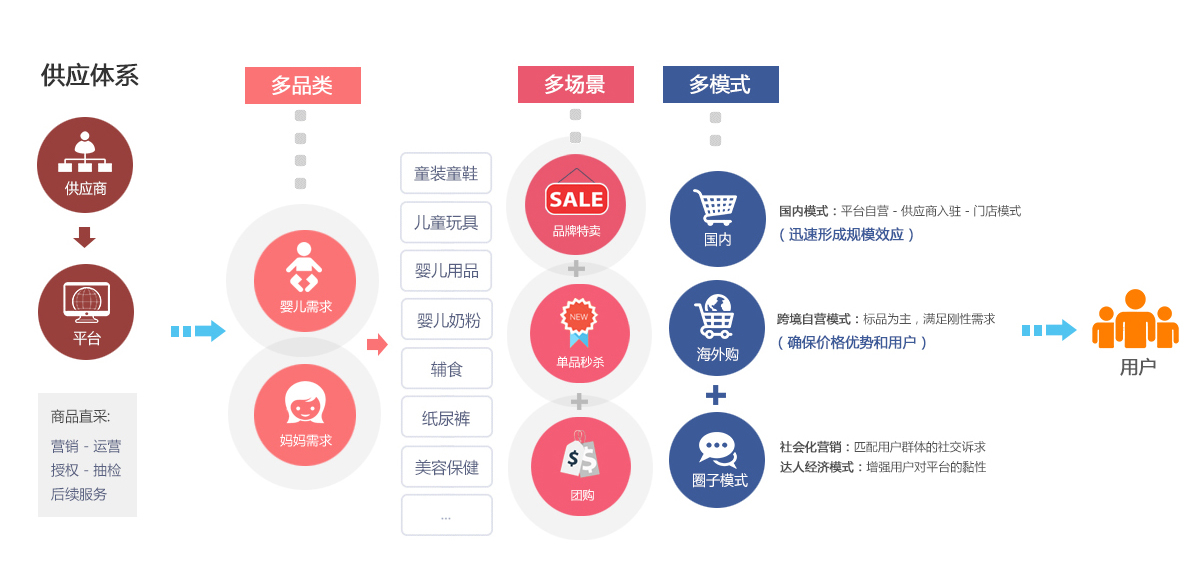 供应体系
供应商
平台
商品直采:
营销 - 运营
授权 - 抽检
后续服务
多品类
婴儿需求
妈妈需求
童装童鞋
儿童玩具
婴儿用品
婴儿奶粉
辅食
纸尿裤
美容保健
...
多场景
SALE
品牌特卖
NEW
单品秒杀
$ $
团购
多模式
国内
国内模式：平台自营 - 供应商入驻 - 门店模式
（ 迅速形成规模效应 ）
海外购
跨境自营模式：标品为主，满足刚性需求
（ 确保价格优势和用户 ）
圈子模式
社会化营销：匹配用户群体的社交诉求
达人经济模式：增强用户对平台的黏性
用户